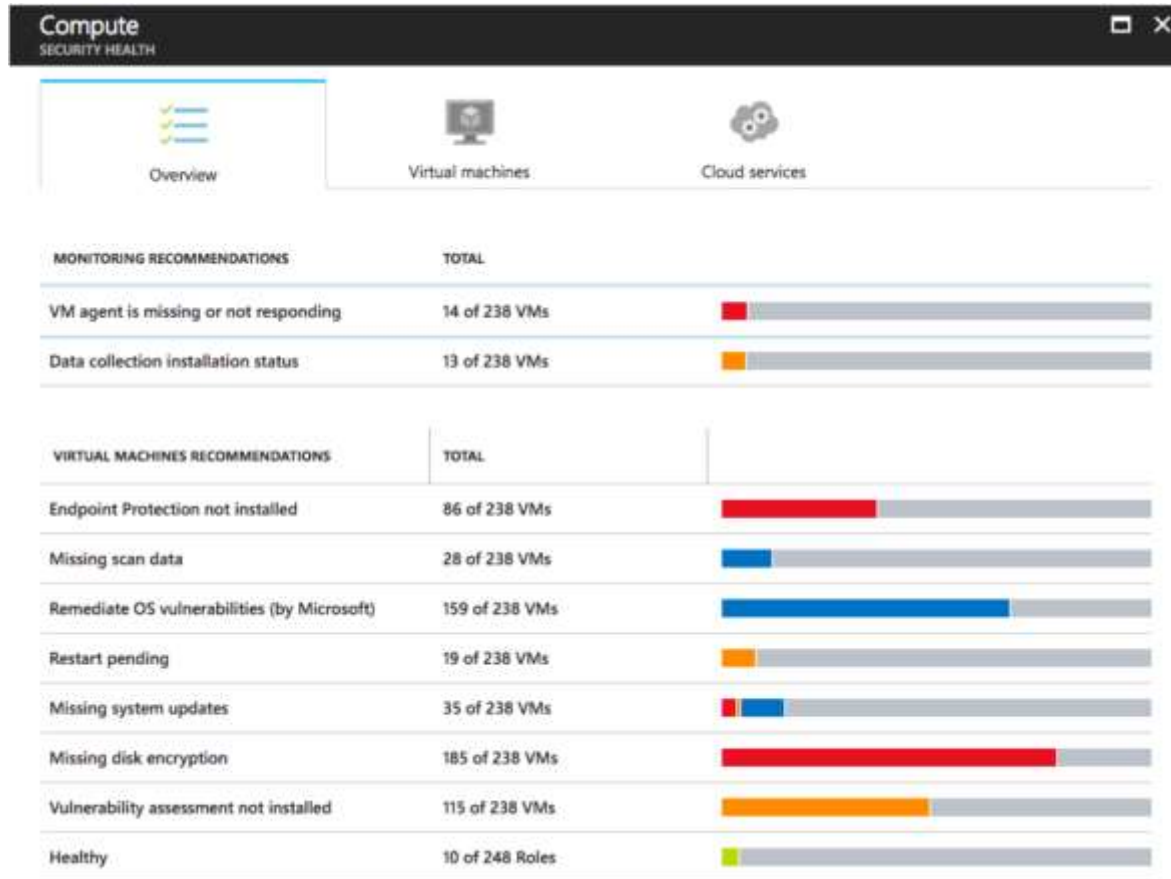 Compute
SECURITY HEALTH
Overview
Virtual machines
Cloud services
MONITORING RECOMMENDATIONS TOTAL
VM agent is missing or not responding 14 of 238 VMs
Data collection installation status 13 of 238 VMs
VIRTUAL MACHINES RECOMMENDATIONS TOTAL
Endpoint Protection not installed 86 of 238 VMs
Missing scan data 28 of 238 VMs
Remediate OS vulnerabilities (by Microsoft) 159 of 238 VMs
Restart pending 19 of 238 VMs
Missing system updates 35 of 238 VMs
Missing disk encryption 185 of 238 VMs
Vulnerability assessment not installed 115 of 238 VMs
Healthy 10 of 248 Roles